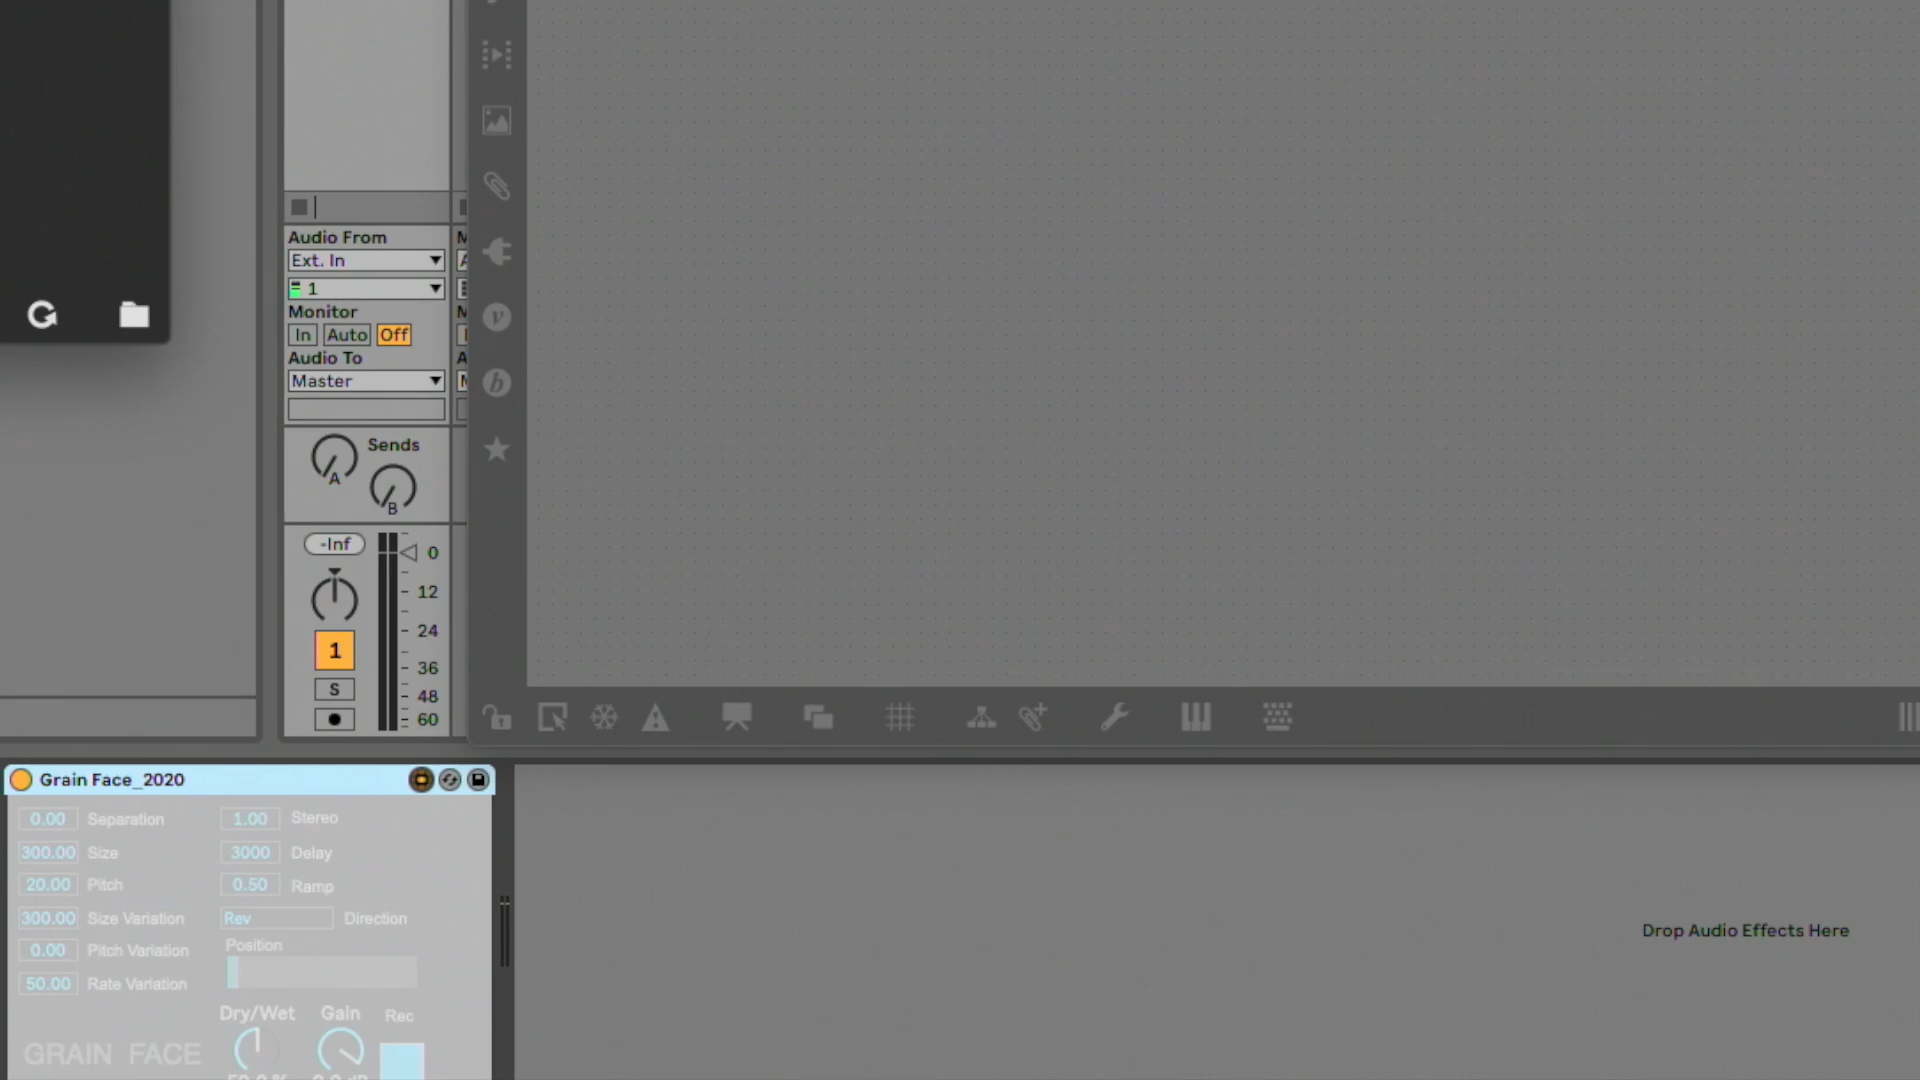 Audio From
Ext. In
1
Monitor
In Auto Off
Audio To
Master
Sends
A
B
-Inf
0
12
24
36
48
60
1
S
Grain Face_2020
0.00 Separation 1.00 Stereo
300.00 Size 3000 Delay
20.00 Pitch 0.50 Ramp
300.00 Size Variation Rev Direction
0.00 Pitch Variation Position
50.00 Rate Variation
Dry/Wet Gain Rec
GRAIN FACE
Drop Audio Effects Here